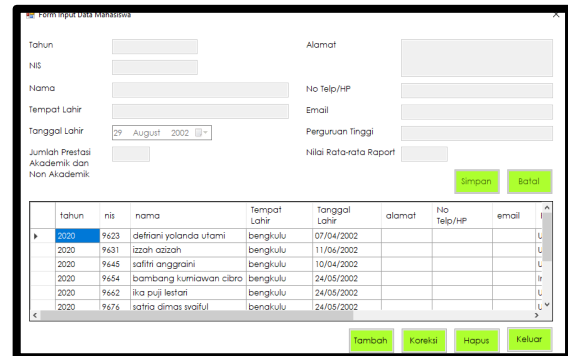 Form Input Data Mahasiswa
Tahun
NIS
Nama
Tempat Lahir
Tanggal Lahir 29 August 2002
Jumlah Prestasi
Akademik dan
Non Akademik
Alamat
No Telp/HP
Email
Perguruan Tinggi
Nilai Rata-rata Raport
Simpan Batal
tahun nis nama Tempat Lahir Tanggal Lahir alamat No Telp/HP email
2020 9623 defriani yolanda utami bengkulu 07/04/2002 U
2020 9631 izzah azizah bengkulu 11/06/2002 U
2020 9645 safitri anggraini bengkulu 10/04/2002 U
2020 9654 bambang kurniawan cibro bengkulu 24/05/2002
2020 9662 ika puji lestari bengkulu 24/05/2002 U
2020 9676 satria dimas syaiful bengkulu 24/05/2002 U
Tambah Koreksi Hapus Keluar